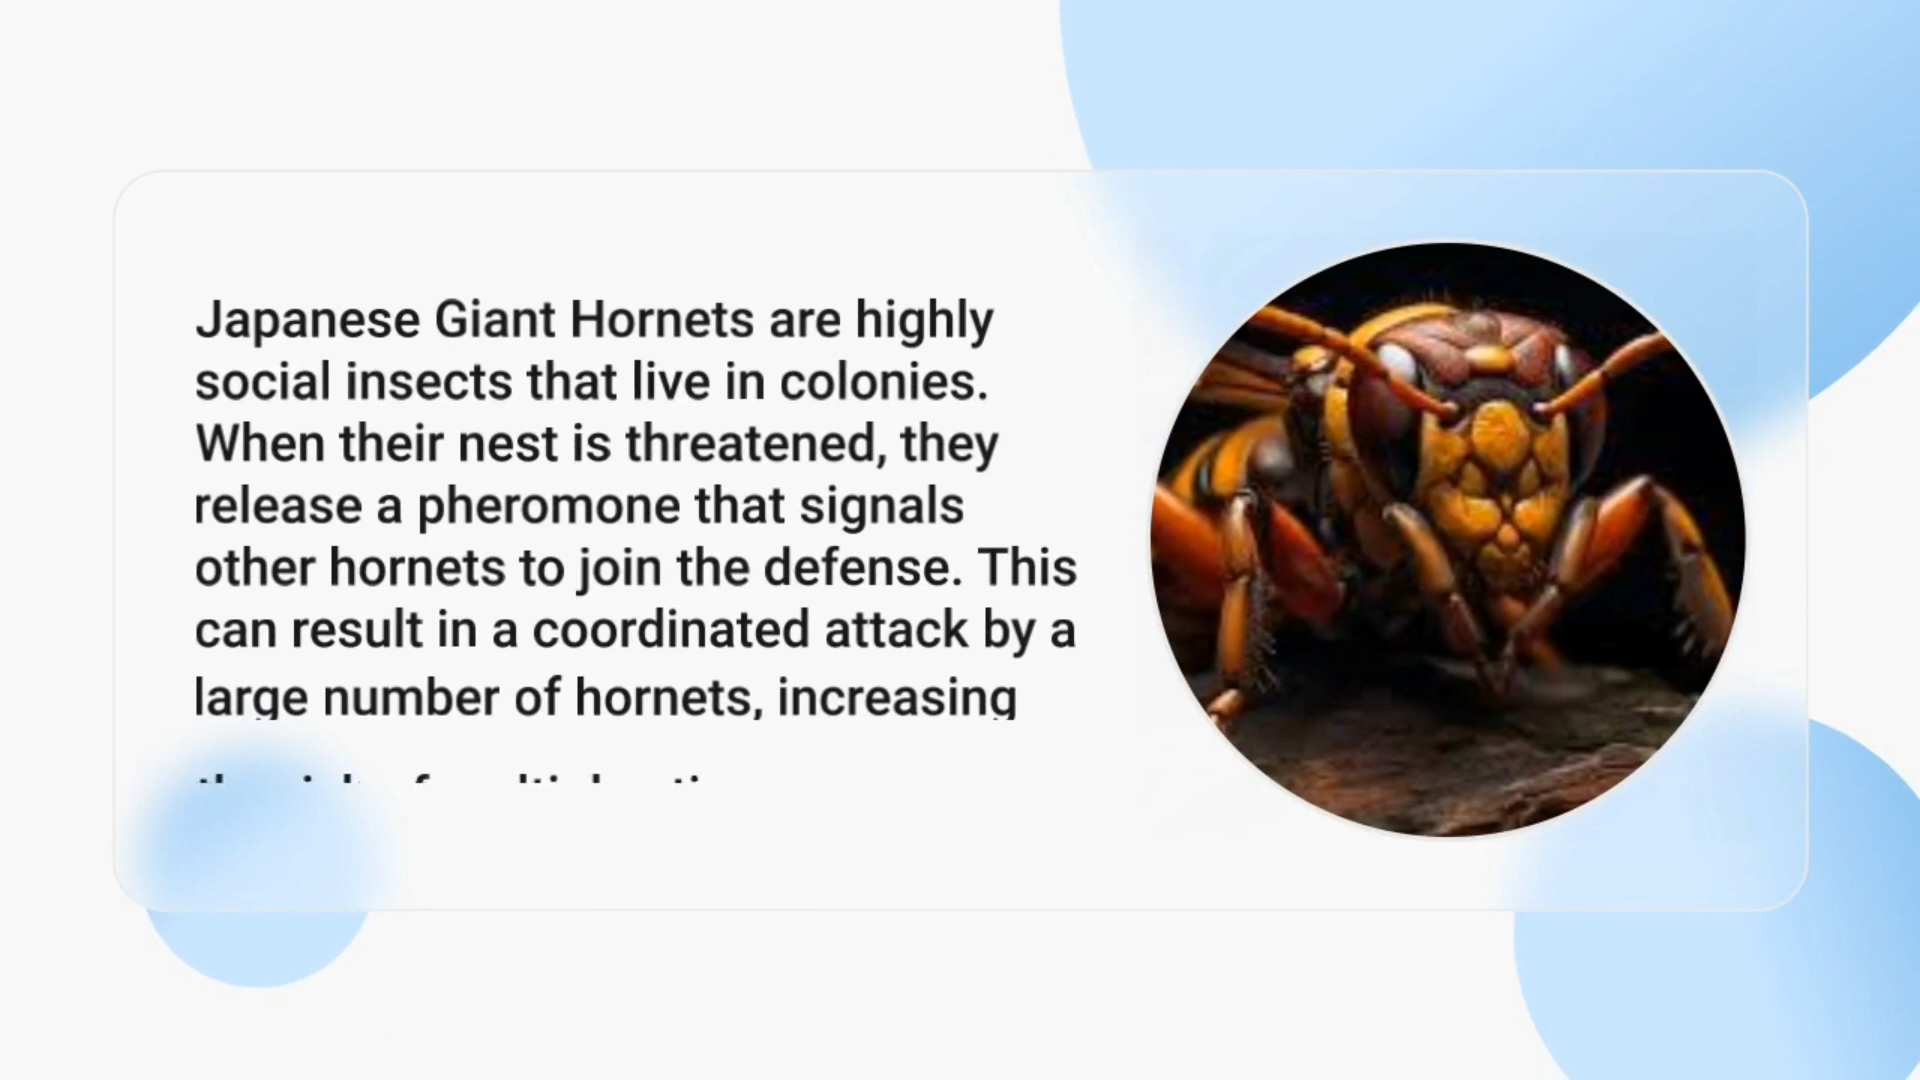 Japanese Giant Hornets are highly
social insects that live in colonies.
When their nest is threatened, they
release a pheromone that signals
other hornets to join the defense. This
can result in a coordinated attack by a
large number of hornets, increasing